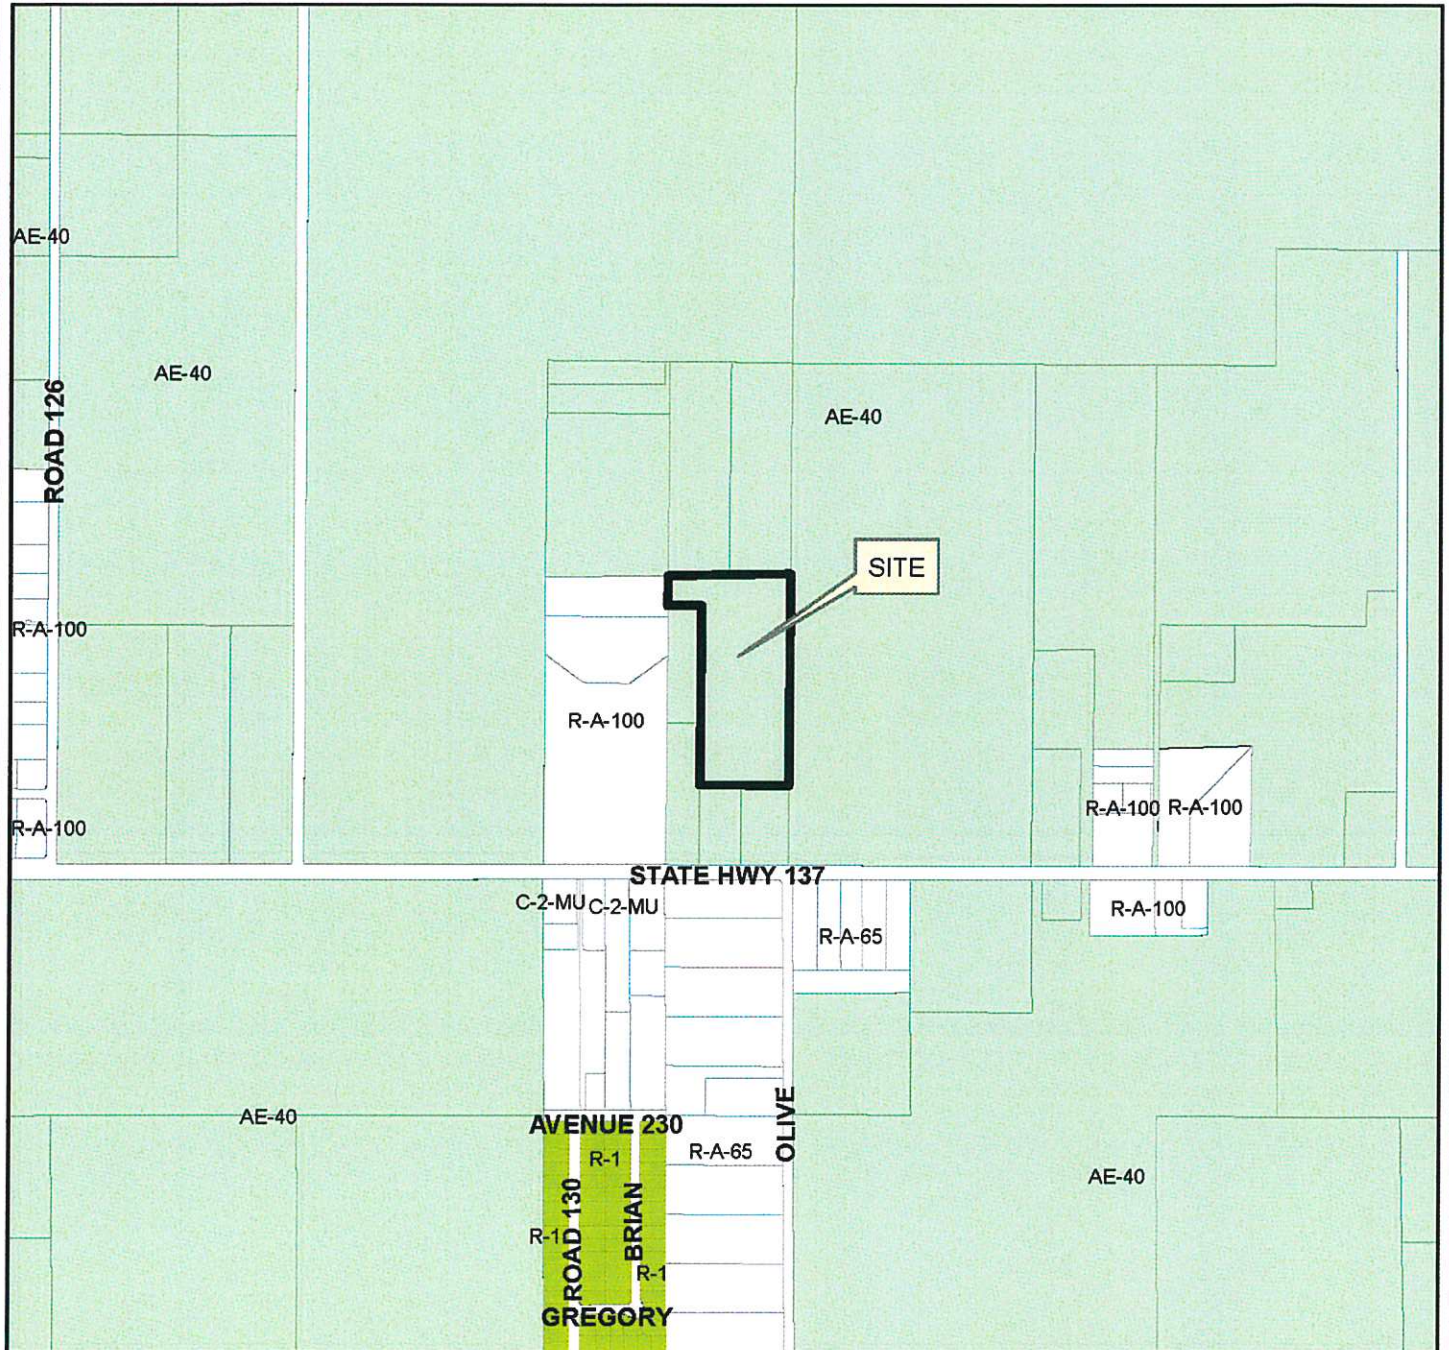 AE-40
AE-40
ROAD 126
AE-40
SITE
R-A-100
R-A-100
R-A-100
R-A-100
R-A-100
STATE HWY 137
C-2-MU
C-2-MU
R-A-100
R-A-65
AE-40
AVENUE 230
OLIVE
R-1
R-A-65
AE-40
ROAD 130
BRIAN
R-1
R-1
GREGORY